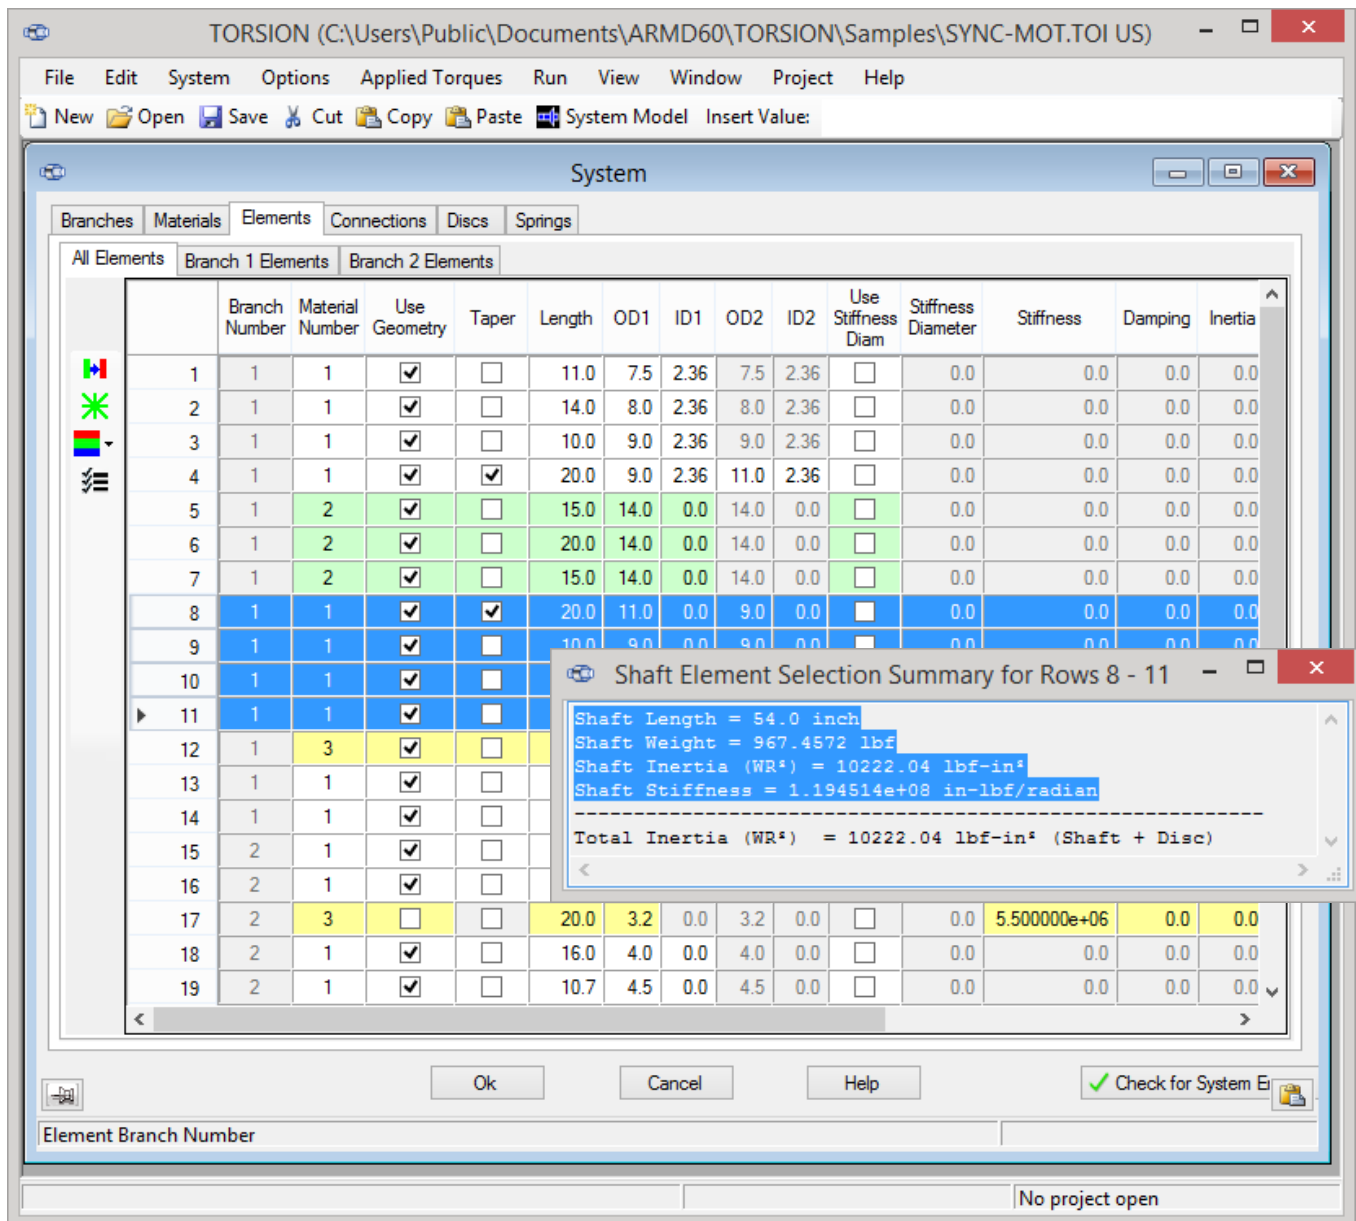 TORSION (C:\Users\Public\Documents\ARMD60\TORSION\Samples\SYNC-MOT.TOI US)
File Edit System Options Applied Torques Run View Window Project Help
New Open Save Cut Copy Paste System Model Insert Value:
System
Branches Materials Elements Connections Discs Springs
All Elements Branch 1 Elements Branch 2 Elements
Branch Number Material Number Use Geometry Taper Length OD1 ID1 OD2 ID2 Use Stiffness Diam Stiffness Diameter Stiffness Damping Inertia
1 1 1 11.0 7.5 2.36 7.5 2.36 0.0 0.0 0.0 0.0
2 1 1 14.0 8.0 2.36 8.0 2.36 0.0 0.0 0.0 0.0
3 1 1 10.0 9.0 2.36 9.0 2.36 0.0 0.0 0.0 0.0
4 1 1 20.0 9.0 2.36 11.0 2.36 0.0 0.0 0.0 0.0
5 1 2 15.0 14.0 0.0 14.0 0.0 0.0 0.0 0.0 0.0
6 1 2 20.0 14.0 0.0 14.0 0.0 0.0 0.0 0.0 0.0
7 1 2 15.0 14.0 0.0 14.0 0.0 0.0 0.0 0.0 0.0
8 1 1 20.0 11.0 0.0 9.0 0.0 0.0 0.0 0.0 0.0
9 1 1 10.0 9.0 0.0 9.0 0.0 0.0 0.0 0.0 0.0
10 1 1
11 1 1
12 1 3
13 1 1
14 1 1
15 2 1
16 2 1
Shaft Element Selection Summary for Rows 8 - 11
Shaft Length = 54.0 inch
Shaft Weight = 967.4572 lbf
Shaft Inertia (WR²) = 10222.04 lbf-in²
Shaft Stiffness = 1.194514e+08 in-lbf/radian
----------------------------------------------------------
Total Inertia (WR²) = 10222.04 lbf-in² (Shaft + Disc)
17 2 3 20.0 3.2 0.0 3.2 0.0 0.0 5.500000e+06 0.0 0.0
18 2 1 16.0 4.0 0.0 4.0 0.0 0.0 0.0 0.0 0.0
19 2 1 10.7 4.5 0.0 4.5 0.0 0.0 0.0 0.0 0.0
Ok Cancel Help Check for System Er
Element Branch Number
No project open